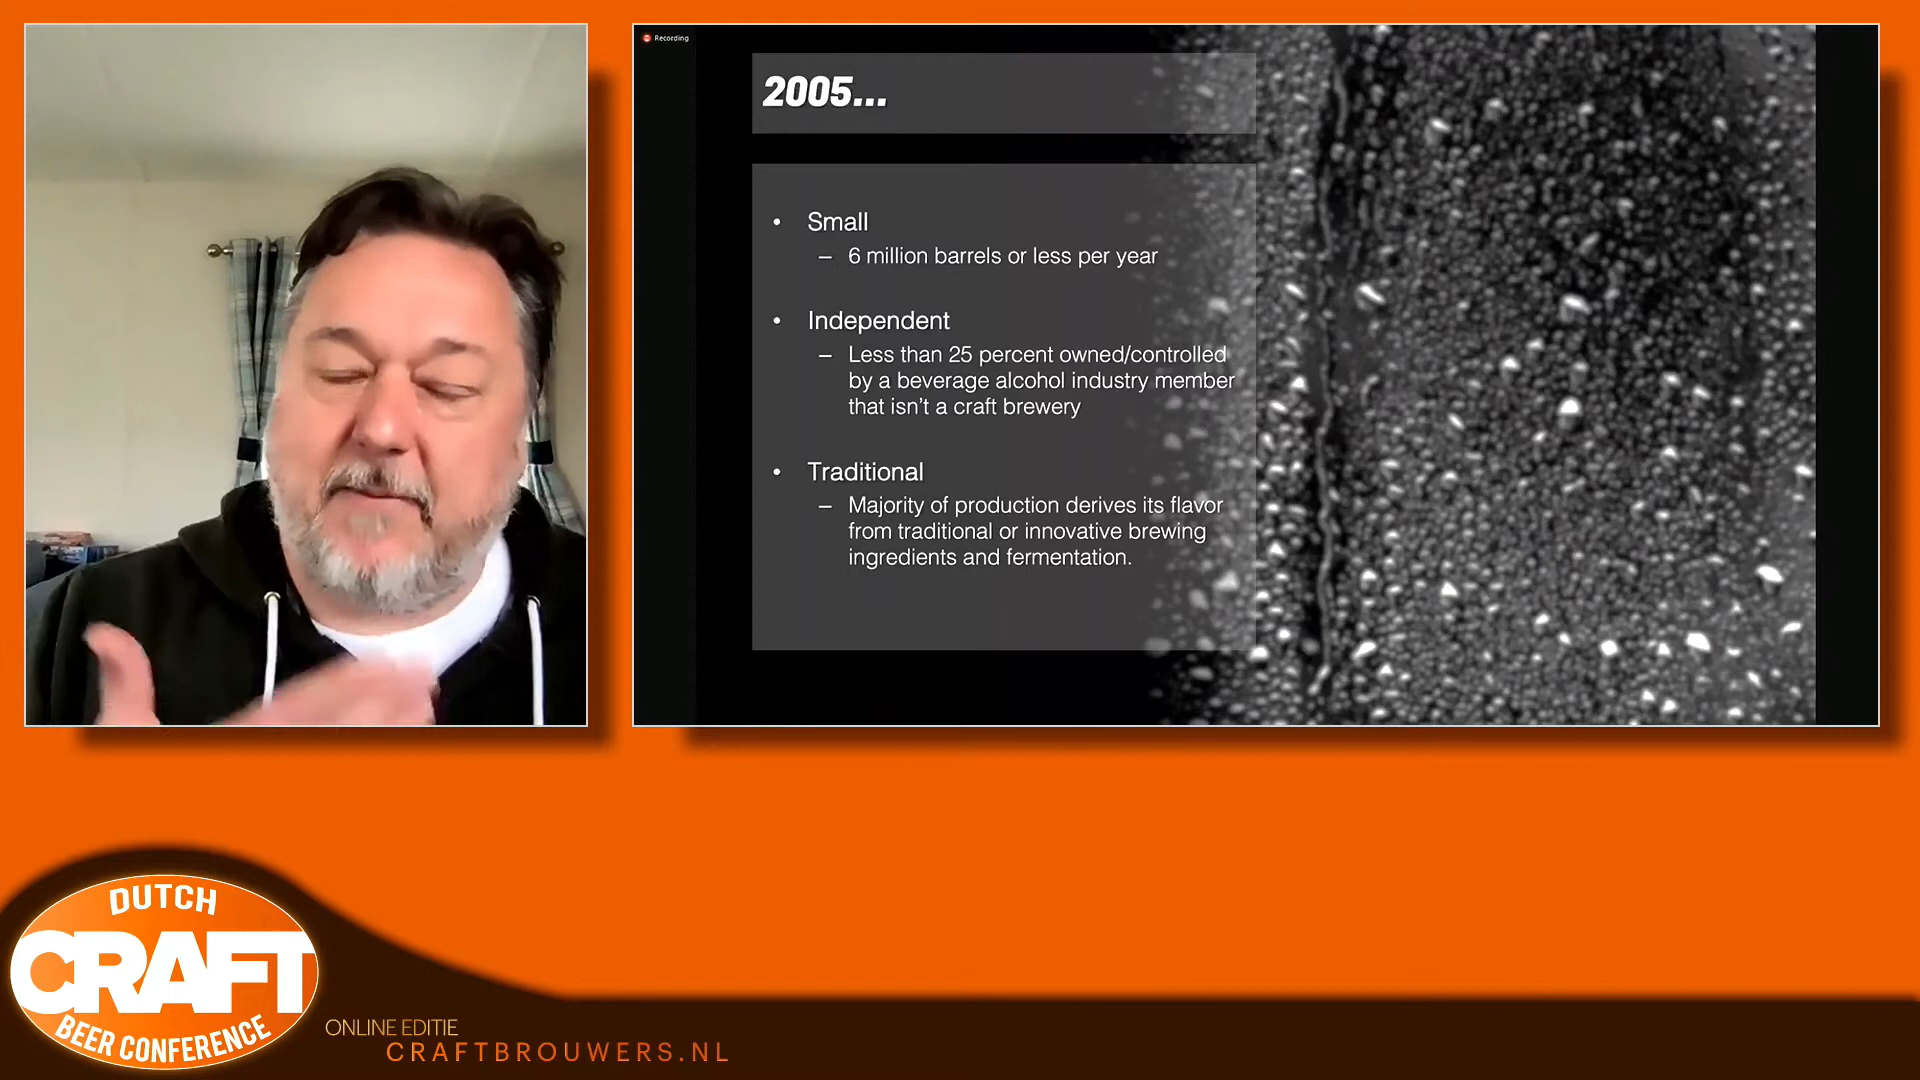 Recording
2005...
• Small
– 6 million barrels or less per year
• Independent
– Less than 25 percent owned/controlled
by a beverage alcohol industry member
that isn't a craft brewery
• Traditional
– Majority of production derives its flavor
from traditional or innovative brewing
ingredients and fermentation.
DUTCH
CRAFT
BEER CONFERENCE
ONLINE EDITIE
CRAFTBROUWERS.NL